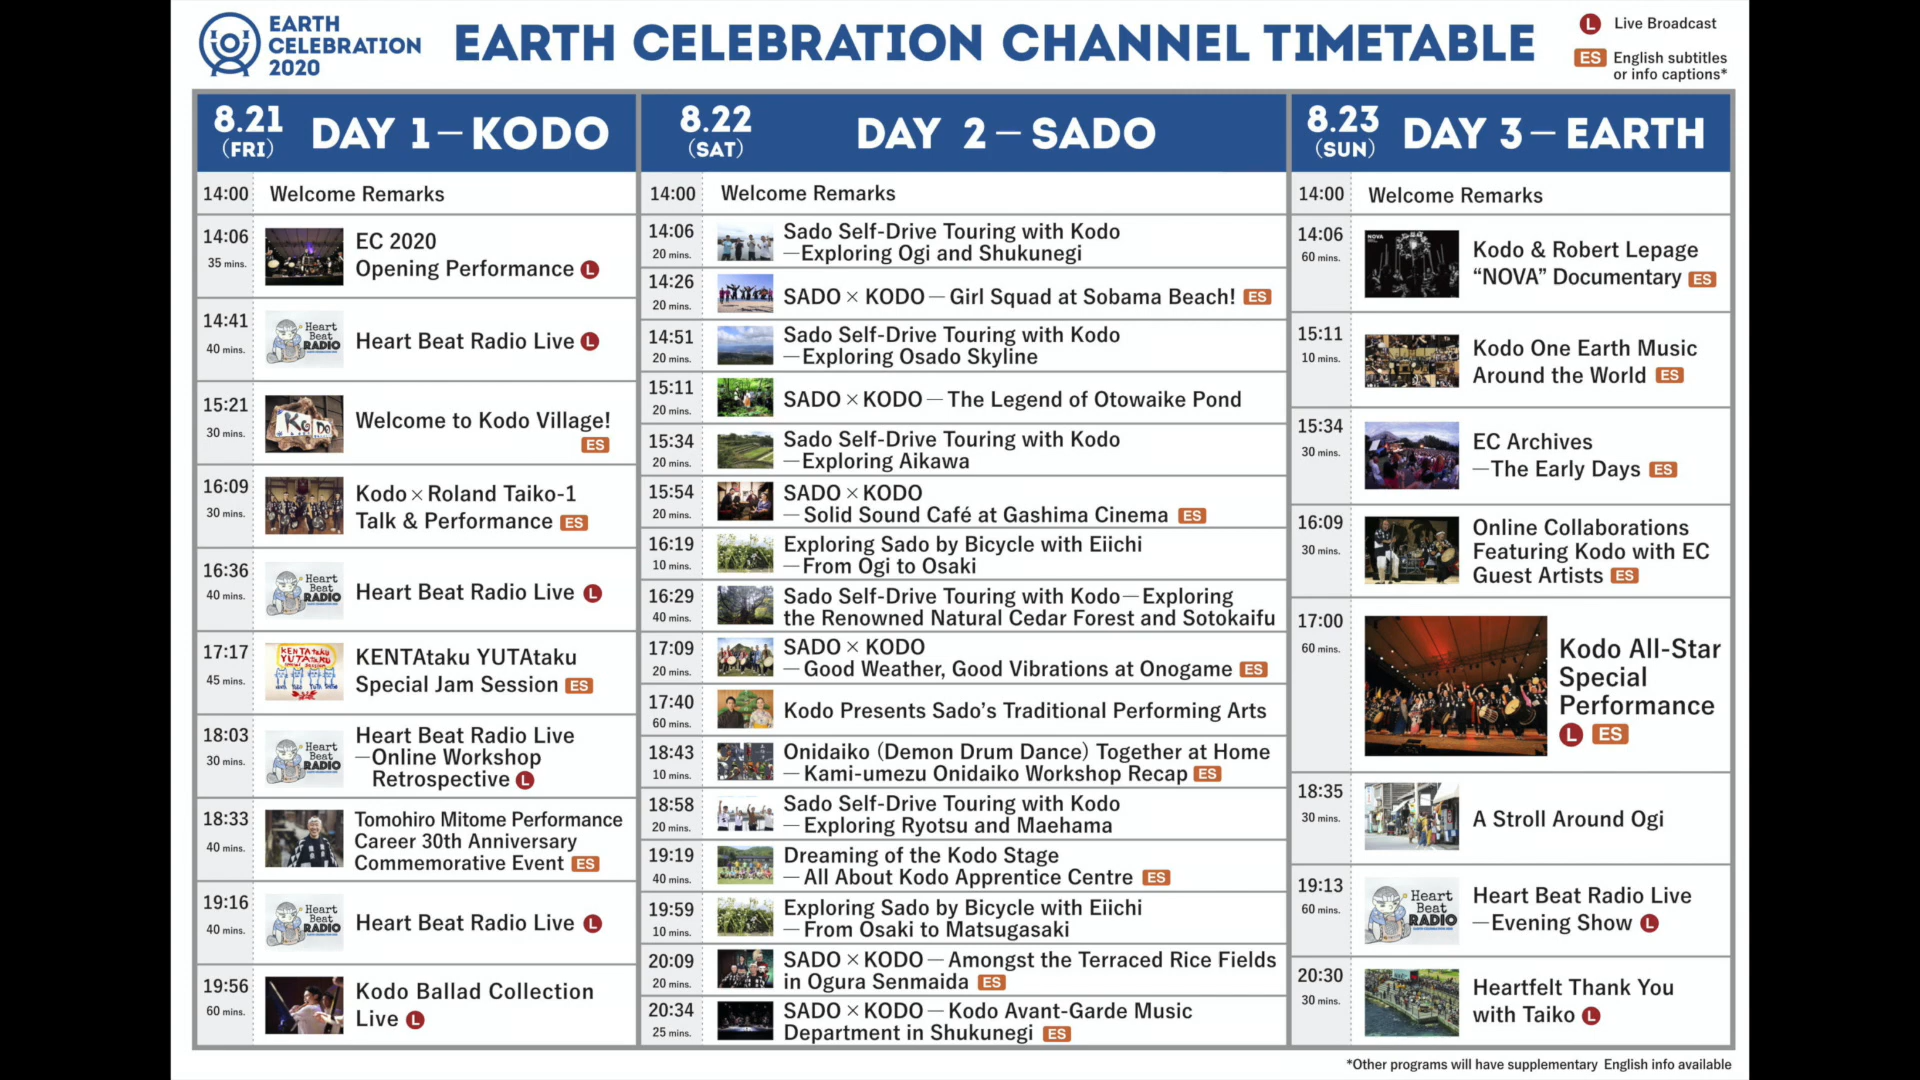 EARTH
CELEBRATION
2020
EARTH CELEBRATION CHANNEL TIMETABLE
L Live Broadcast
ES English subtitles
or info captions*
8.21
(FRI)
DAY 1—KODO
14:00 Welcome Remarks
14:06
35 mins.
EC 2020
Opening Performance L
14:41
40 mins.
Heart
Beat
RADIO
Heart Beat Radio Live L
15:21
30 mins.
Welcome to Kodo Village!
ES
16:09
30 mins.
Kodo×Roland Taiko-1
Talk & Performance ES
16:36
40 mins.
Heart
Beat
RADIO
Heart Beat Radio Live L
17:17
45 mins.
KENTAtaku YUTAtaku
Special Jam Session ES
18:03
30 mins.
Heart
Beat
RADIO
Heart Beat Radio Live
—Online Workshop
Retrospective L
18:33
40 mins.
Tomohiro Mitome Performance
Career 30th Anniversary
Commemorative Event ES
19:16
40 mins.
Heart
Beat
RADIO
Heart Beat Radio Live L
19:56
60 mins.
Kodo Ballad Collection
Live L
8.22
(SAT)
DAY 2—SADO
14:00 Welcome Remarks
14:06
20 mins.
Sado Self-Drive Touring with Kodo
—Exploring Ogi and Shukunegi
14:26
20 mins.
SADO×KODO—Girl Squad at Sobama Beach! ES
14:51
20 mins.
Sado Self-Drive Touring with Kodo
—Exploring Osado Skyline
15:11
20 mins.
SADO×KODO—The Legend of Otowaike Pond
15:34
20 mins.
Sado Self-Drive Touring with Kodo
—Exploring Aikawa
15:54
20 mins.
SADO×KODO
—Solid Sound Café at Gashima Cinema ES
16:19
10 mins.
Exploring Sado by Bicycle with Eiichi
—From Ogi to Osaki
16:29
40 mins.
Sado Self-Drive Touring with Kodo—Exploring
the Renowned Natural Cedar Forest and Sotokaifu
17:09
20 mins.
SADO×KODO
—Good Weather, Good Vibrations at Onogame ES
17:40
60 mins.
Kodo Presents Sado's Traditional Performing Arts
18:43
10 mins.
Onidaiko (Demon Drum Dance) Together at Home
—Kami-umezu Onidaiko Workshop Recap ES
18:58
20 mins.
Sado Self-Drive Touring with Kodo
—Exploring Ryotsu and Maehama
19:19
40 mins.
Dreaming of the Kodo Stage
—All About Kodo Apprentice Centre ES
19:59
10 mins.
Exploring Sado by Bicycle with Eiichi
—From Osaki to Matsugasaki
20:09
20 mins.
SADO×KODO—Amongst the Terraced Rice Fields
in Ogura Senmaida ES
20:34
25 mins.
SADO×KODO—Kodo Avant-Garde Music
Department in Shukunegi ES
8.23
(SUN)
DAY 3—EARTH
14:00 Welcome Remarks
14:06
60 mins.
NOVA
Kodo & Robert Lepage
“NOVA” Documentary ES
15:11
10 mins.
Kodo One Earth Music
Around the World ES
15:34
30 mins.
EC Archives
—The Early Days ES
16:09
30 mins.
Online Collaborations
Featuring Kodo with EC
Guest Artists ES
17:00
60 mins.
Kodo All-Star
Special
Performance
L ES
18:35
30 mins.
A Stroll Around Ogi
19:13
60 mins.
Heart
Beat
RADIO
Heart Beat Radio Live
—Evening Show L
20:30
30 mins.
Heartfelt Thank You
with Taiko L
*Other programs will have supplementary English info available